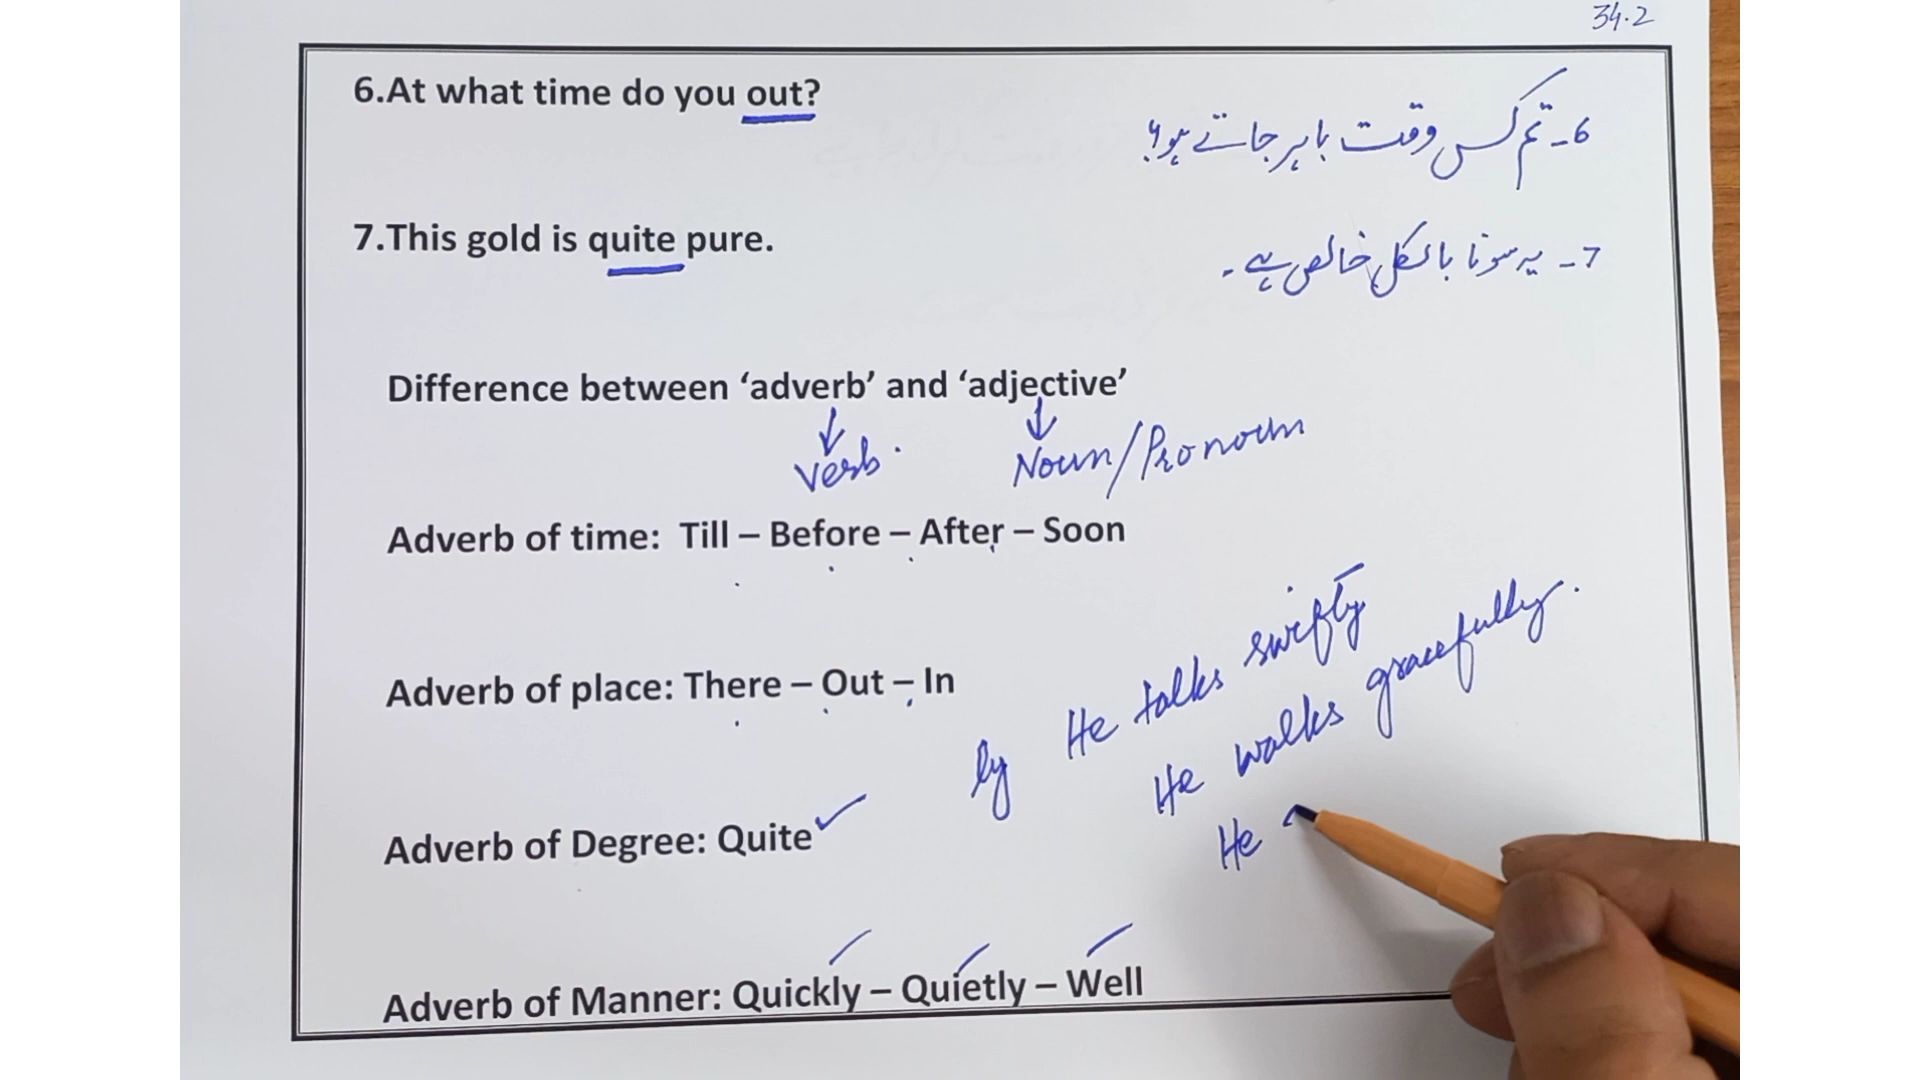 34.2
6.At what time do you out?
6۔ تم کس وقت باہر جاتے ہو؟
7.This gold is quite pure.
7۔ یہ سونا بالکل خالص ہے۔
Difference between ‘adverb’ and ‘adjective’
Verb. Noun/Pronoun
Adverb of time: Till – Before – After – Soon
Adverb of place: There – Out – In
ly He talks swiftly
He walks gracefully.
He
Adverb of Degree: Quite
Adverb of Manner: Quickly – Quietly – Well